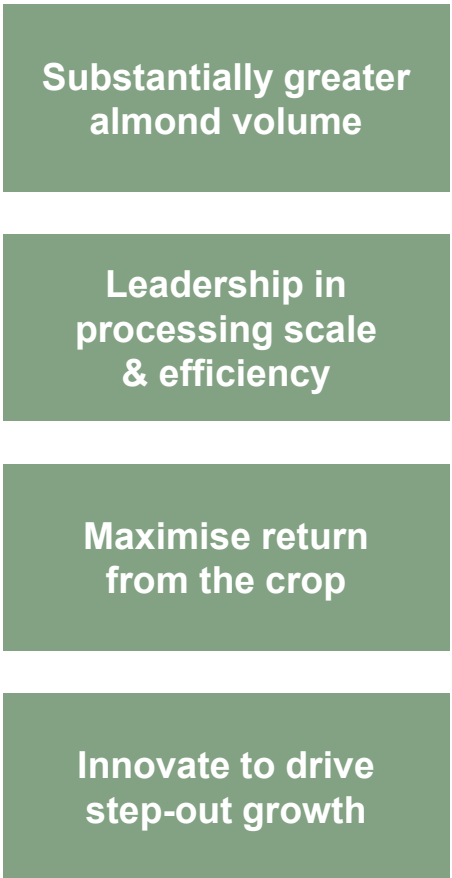 Substantially greater
almond volume
Leadership in
processing scale
& efficiency
Maximise return
from the crop
Innovate to drive
step-out growth